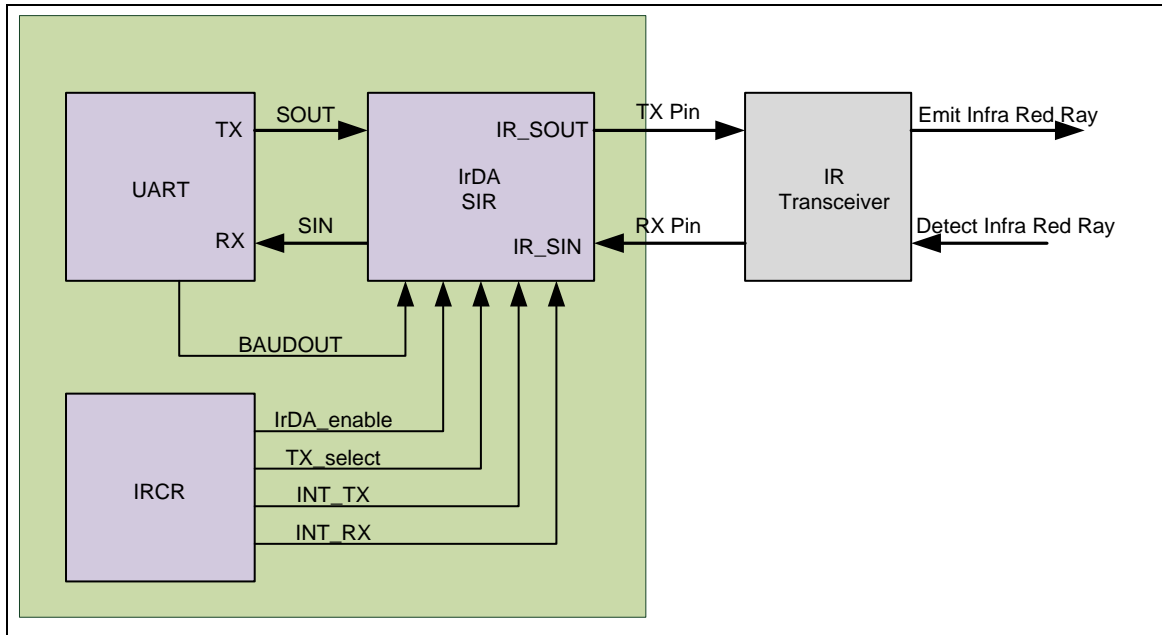 TX
SOUT
IR_SOUT
TX Pin
Emit Infra Red Ray
UART
IrDA
SIR
IR
Transceiver
RX
SIN
IR_SIN
RX Pin
Detect Infra Red Ray
BAUDOUT
IRCR
IrDA_enable
TX_select
INT_TX
INT_RX